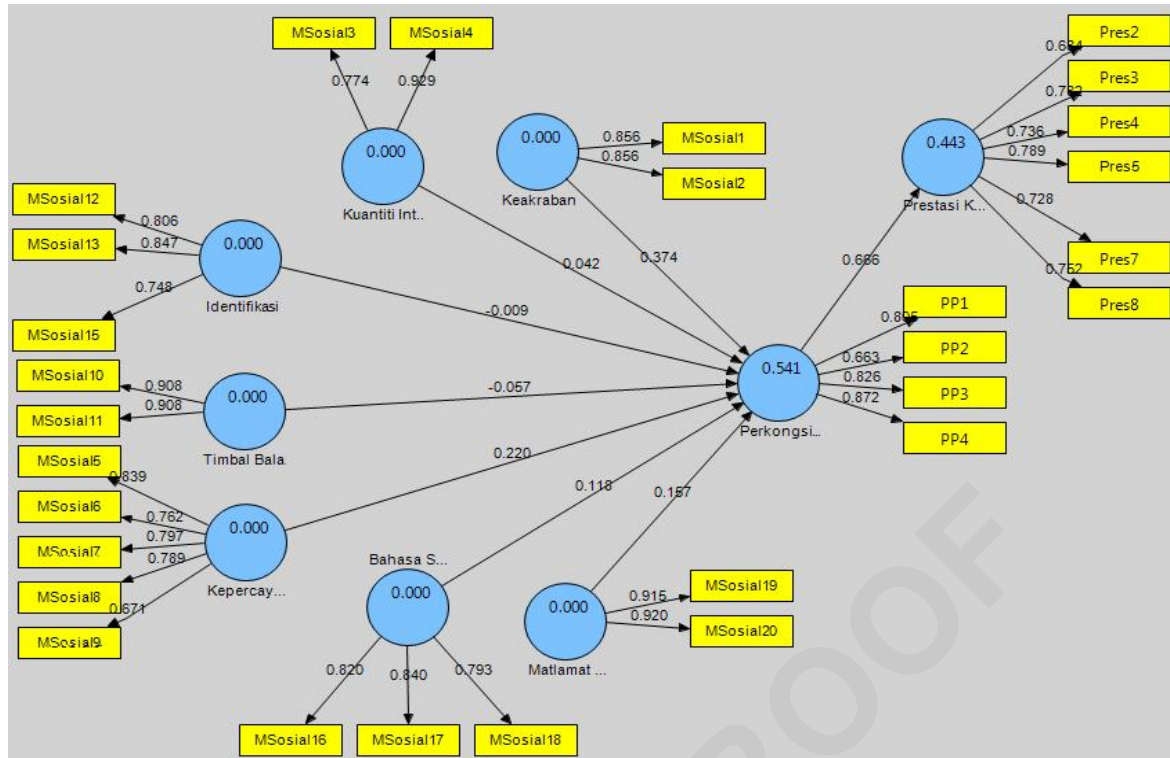 MSosial3
MSosial4
0.774
0.929
0.000
Kuantiti Int..
0.000
Keakraban
0.856
0.856
MSosial1
MSosial2
Pres2
Pres3
Pres4
Pres5
Pres7
Pres8
0.736
0.789
0.728
0.752
0.443
Prestasi K...
MSosial12
MSosial13
MSosial15
0.806
0.847
0.748
0.000
Identifikasi
0.042
0.374
-0.009
0.666
MSosial10
MSosial11
0.908
0.908
0.000
Timbal Bala
-0.057
0.541
Perkongsi...
PP1
PP2
PP3
PP4
0.663
0.826
0.872
MSosial5
MSosial6
MSosial7
MSosial8
MSosial9
0.839
0.762
0.797
0.789
0.671
0.000
Kepercay...
0.220
0.118
0.157
Bahasa S...
0.000
0.820
0.840
0.793
MSosial16
MSosial17
MSosial18
0.000
Matlamat ...
0.915
0.920
MSosial19
MSosial20